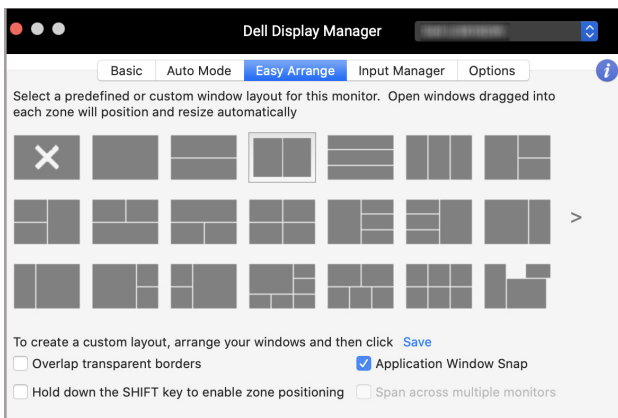 Dell Display Manager
Basic Auto Mode Easy Arrange Input Manager Options
Select a predefined or custom window layout for this monitor. Open windows dragged into
each zone will position and resize automatically
>
To create a custom layout, arrange your windows and then click Save
Overlap transparent borders Application Window Snap
Hold down the SHIFT key to enable zone positioning Span across multiple monitors